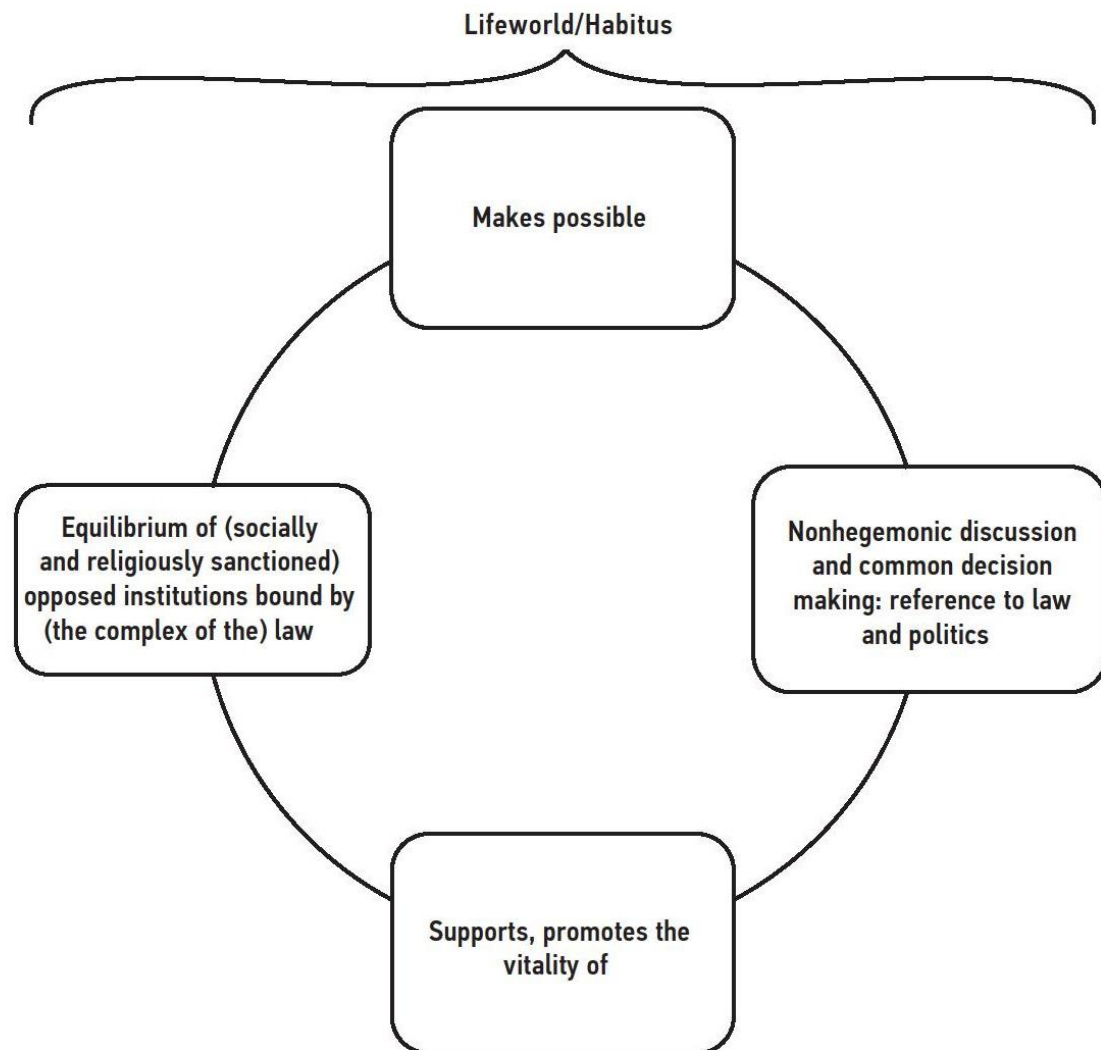 Lifeworld/Habitus
Makes possible
Equilibrium of (socially
and religiously sanctioned)
opposed institutions bound by
(the complex of the) law
Nonhegemonic discussion
and common decision
making: reference to law
and politics
Supports, promotes the
vitality of